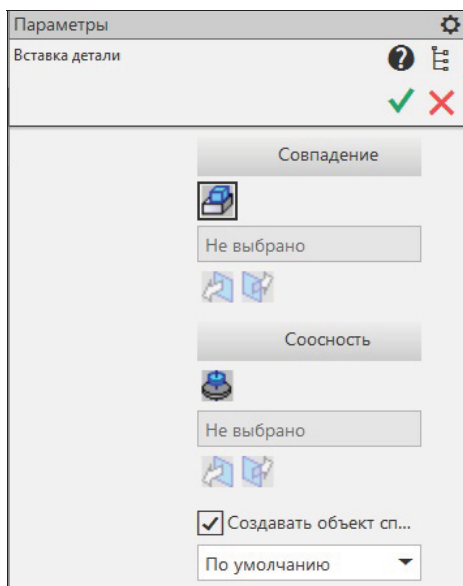 Параметры
Вставка детали
Совпадение
Не выбрано
Соосность
Не выбрано
Создавать объект сп...
По умолчанию